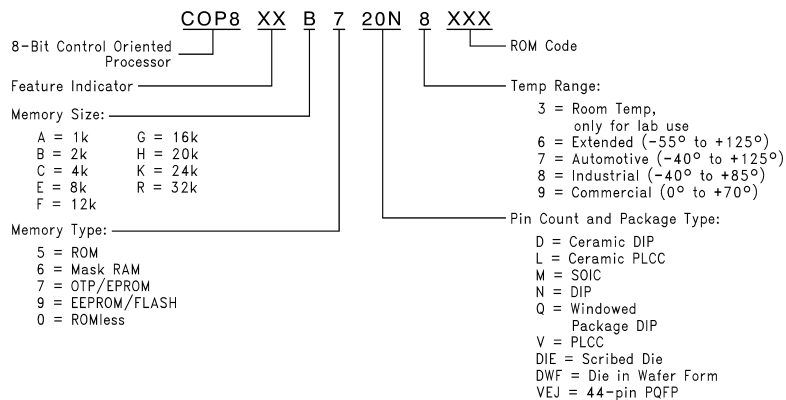 COP8 XX B 7 20N 8 XXX
8-Bit Control Oriented
Processor
Feature Indicator
Memory Size:
A = 1k G = 16k
B = 2k H = 20k
C = 4k K = 24k
E = 8k R = 32k
F = 12k
Memory Type:
5 = ROM
6 = Mask RAM
7 = OTP/EPROM
9 = EEPROM/FLASH
0 = ROMless
ROM Code
Temp Range:
3 = Room Temp,
only for lab use
6 = Extended (-55° to +125°)
7 = Automotive (-40° to +125°)
8 = Industrial (-40° to +85°)
9 = Commercial (0° to +70°)
Pin Count and Package Type:
D = Ceramic DIP
L = Ceramic PLCC
M = SOIC
N = DIP
Q = Windowed
Package DIP
V = PLCC
DIE = Scribed Die
DWF = Die in Wafer Form
VEJ = 44-pin PQFP